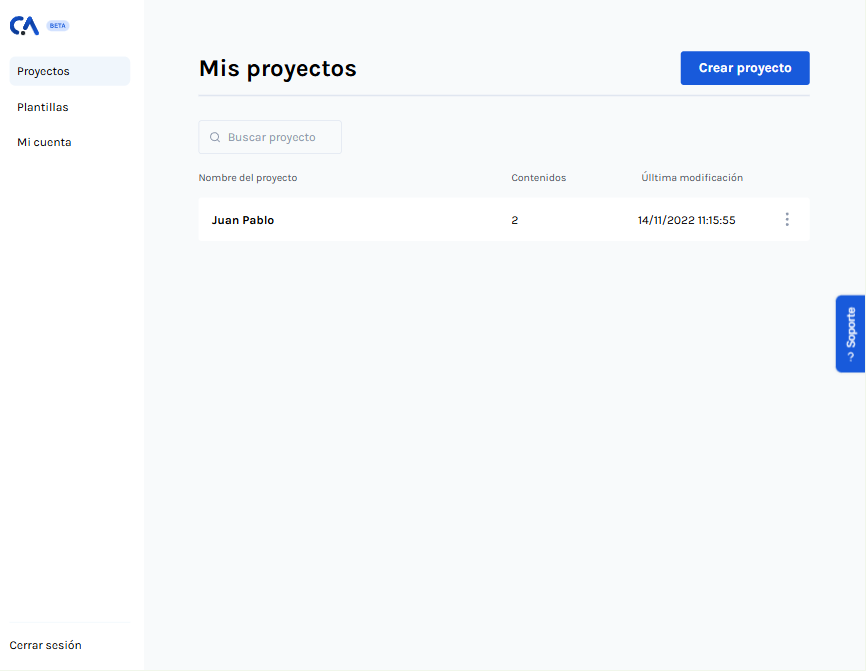 CA BETA
Proyectos
Plantillas
Mi cuenta
Cerrar sesión
Mis proyectos
Crear proyecto
Buscar proyecto
Nombre del proyecto Contenidos Úlltima modificación
Juan Pablo 2 14/11/2022 11:15:55
? Soporte